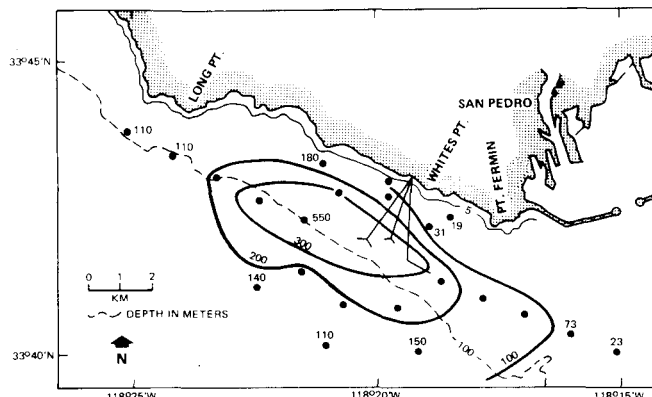 33°45'
LONG PT.
SAN PEDRO
WHITES PT.
PT. FERMIN
110
110
180
5
31
19
550
300
200
140
0 1 2
KM
DEPTH IN METERS
N
110
150
100
100
73
23
33°40'
118°25'W
118°20'W
118°15'W